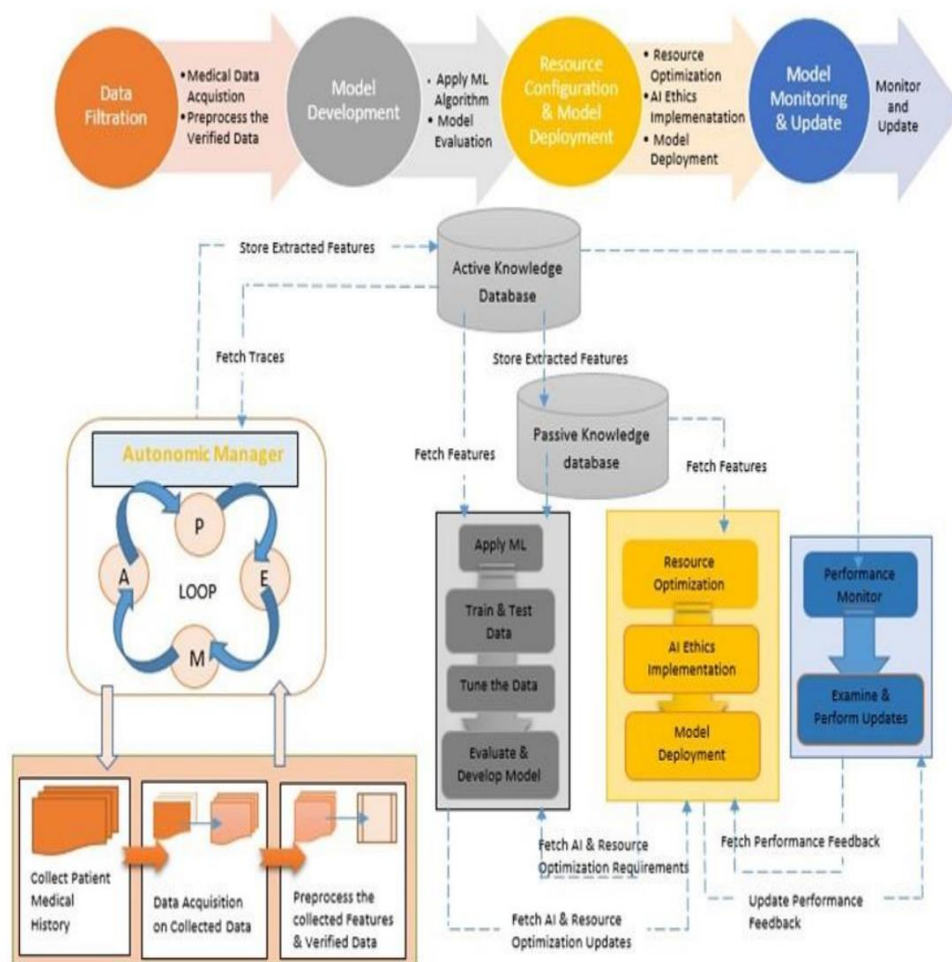 Data
Filtration
• Medical Data
Acquistion
• Preprocess the
Verified Data
Model
Development
• Apply ML
Algorithm
• Model
Evaluation
Resource
Configuration
& Model
Deployment
• Resource
Optimization
• AI Ethics
Implemenatation
• Model
Deployment
Model
Monitoring
& Update
Monitor
and
Update
Store Extracted Features
Active Knowledge
Database
Fetch Traces
Store Extracted Features
Passive Knowledge
database
Fetch Features
Fetch Features
Autonomic Manager
P
A
LOOP
E
M
Apply ML
Train & Test
Data
Tune the Data
Evaluate &
Develop Model
Resource
Optimization
AI Ethics
Implementation
Model
Deployment
Performance
Monitor
Examine &
Perform Updates
Collect Patient
Medical
History
Data Acquisition
on Collected Data
Preprocess the
collected Features
& Verified Data
Fetch AI & Resource
Optimization Requirements
Fetch Performance Feedback
Fetch AI & Resource
Optimization Updates
Update Performance
Feedback